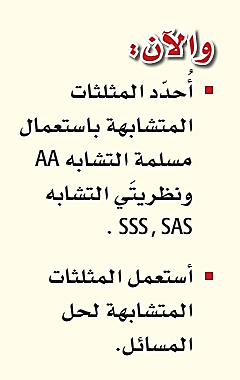 والآن:
▪ أُحدّد المثلثات
المتشابهة باستعمال
مسلمة التشابه AA
ونظريتَي التشابه
SSS , SAS .
▪ أستعمل المثلثات
المتشابهة لحل
المسائل.